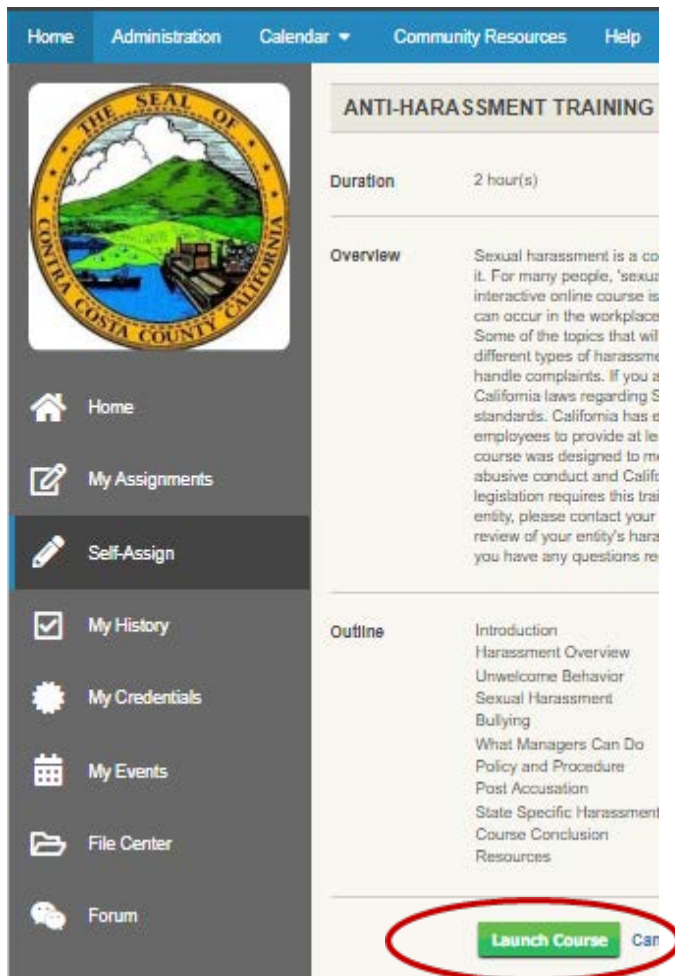 Home Administration Calendar Community Resources Help
THE SEAL OF
CONTRA COSTA COUNTY CALIFORNIA
Home
My Assignments
Self-Assign
My History
My Credentials
My Events
File Center
Forum
ANTI-HARASSMENT TRAINING
Duration 2 hour(s)
Overview Sexual harassment is a co
it. For many people, 'sexua
interactive online course is
can occur in the workplace
Some of the topics that wil
different types of harassme
handle complaints. If you a
California laws regarding S
standards. California has e
employees to provide at le
course was designed to me
abusive conduct and Califo
legislation requires this trai
entity, please contact your
review of your entity's hara
you have any questions re
Outline Introduction
Harassment Overview
Unwelcome Behavior
Sexual Harassment
Bullying
What Managers Can Do
Policy and Procedure
Post Accusation
State Specific Harassment
Course Conclusion
Resources
Launch Course Can